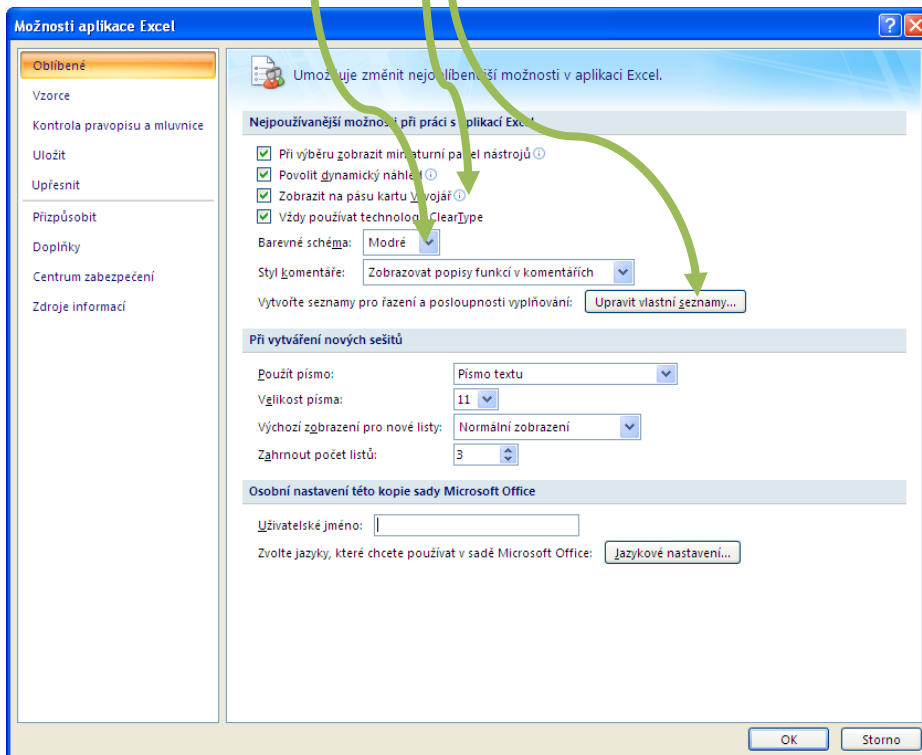 Možnosti aplikace Excel
Oblíbené
Vzorce
Kontrola pravopisu a mluvnice
Uložit
Upřesnit
Přizpůsobit
Doplňky
Centrum zabezpečení
Zdroje informací
Umožňuje změnit nejoblíbenější možnosti v aplikaci Excel.
Nejpoužívanější možnosti při práci s aplikací Excel
Při výběru zobrazit miniaturní panel nástrojů
Povolit dynamický náhled
Zobrazit na pásu kartu Vývojář
Vždy používat technologii ClearType
Barevné schéma: Modré
Styl komentáře: Zobrazovat popisy funkcí v komentářích
Vytvořte seznamy pro řazení a posloupnosti vyplňování: Upravit vlastní seznamy...
Při vytváření nových sešitů
Použít písmo: Písmo textu
Velikost písma: 11
Výchozí zobrazení pro nové listy: Normální zobrazení
Zahrnout počet listů: 3
Osobní nastavení této kopie sady Microsoft Office
Uživatelské jméno:
Zvolte jazyky, které chcete používat v sadě Microsoft Office: Jazykové nastavení...
OK Storno